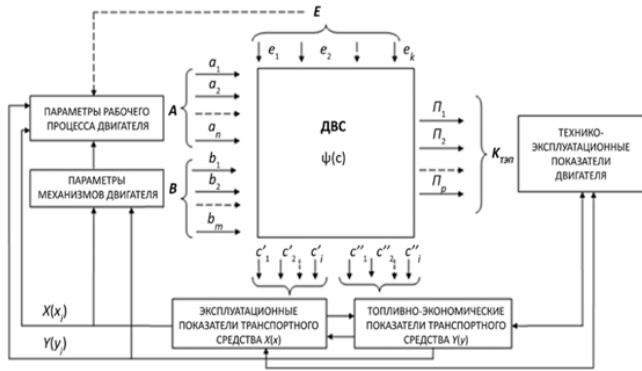 E
e1 e2 ek
a1
a2
an
A
b1
b2
bm
B
ПАРАМЕТРЫ РАБОЧЕГО
ПРОЦЕССА ДВИГАТЕЛЯ
ПАРАМЕТРЫ
МЕХАНИЗМОВ ДВИГАТЕЛЯ
ДВС
ψ(c)
П1
П2
Пp
Kтэп
ТЕХНИКО-
ЭКСПЛУАТАЦИОННЫЕ
ПОКАЗАТЕЛИ
ДВИГАТЕЛЯ
c′1 c′2 c′i c″1 c″2 c″i
X(xi)
Y(yj)
ЭКСПЛУАТАЦИОННЫЕ
ПОКАЗАТЕЛИ ТРАНСПОРТНОГО
СРЕДСТВА X(x)
ТОПЛИВНО-ЭКОНОМИЧЕСКИЕ
ПОКАЗАТЕЛИ ТРАНСПОРТНОГО
СРЕДСТВА Y(y)